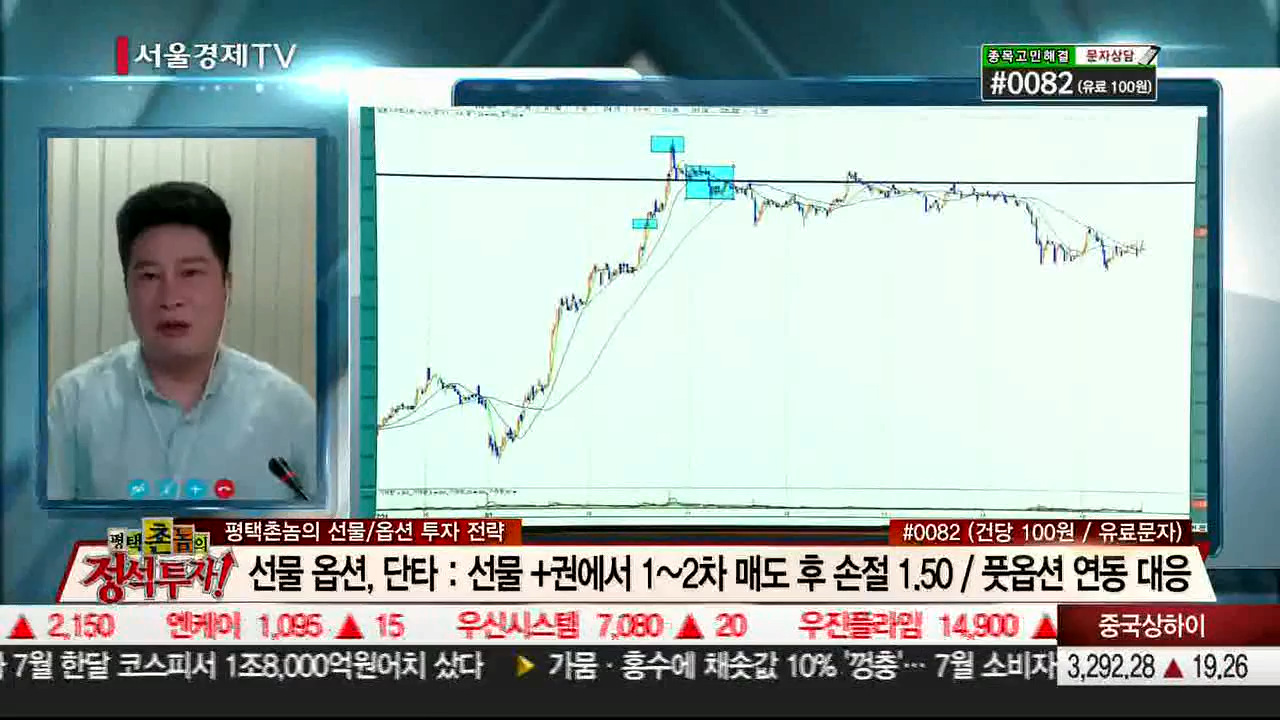 서울경제TV
종목고민해결 문자상담
#0082 (유료 100원)
평택촌놈의 선물/옵션 투자 전략
#0082 (건당 100원 / 유료문자)
평택촌놈의
정석투자!
선물 옵션, 단타 : 선물 +권에서 1~2차 매도 후 손절 1.50 / 풋옵션 연동 대응
▲ 2,150 엔케이 1,095 ▲ 15 우신시스템 7,080 ▲ 20 우진플라임 14,900 ▲
중국상하이
7월 한달 코스피서 1조8,000억원어치 샀다 ▶ 가뭄·홍수에 채솟값 10% '껑충'… 7월 소비자
3,292.28 ▲ 19.26